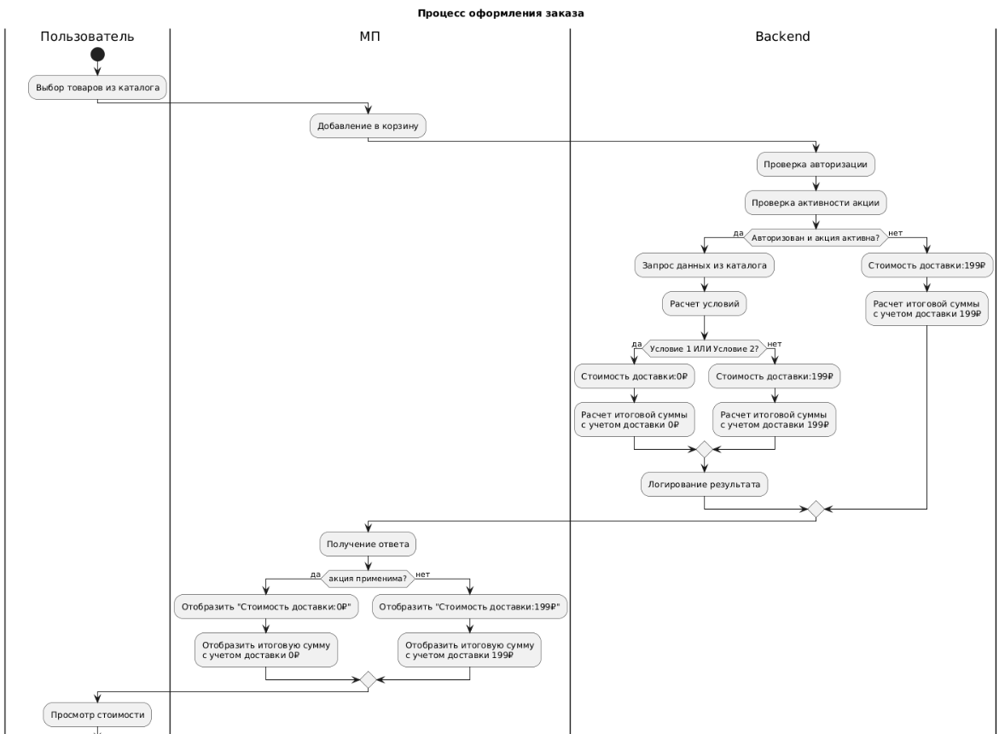 Процесс оформления заказа
Пользователь
МП
Backend
Выбор товаров из каталога
Добавление в корзину
Проверка авторизации
Проверка активности акции
да
Авторизован и акция активна?
нет
Запрос данных из каталога
Стоимость доставки:199₽
Расчет условий
Расчет итоговой суммы
с учетом доставки 199₽
да
Условие 1 ИЛИ Условие 2?
нет
Стоимость доставки:0₽
Стоимость доставки:199₽
Расчет итоговой суммы
с учетом доставки 0₽
Расчет итоговой суммы
с учетом доставки 199₽
Логирование результата
Получение ответа
да
акция применима?
нет
Отобразить "Стоимость доставки:0₽"
Отобразить "Стоимость доставки:199₽"
Отобразить итоговую сумму
с учетом доставки 0₽
Отобразить итоговую сумму
с учетом доставки 199₽
Просмотр стоимости